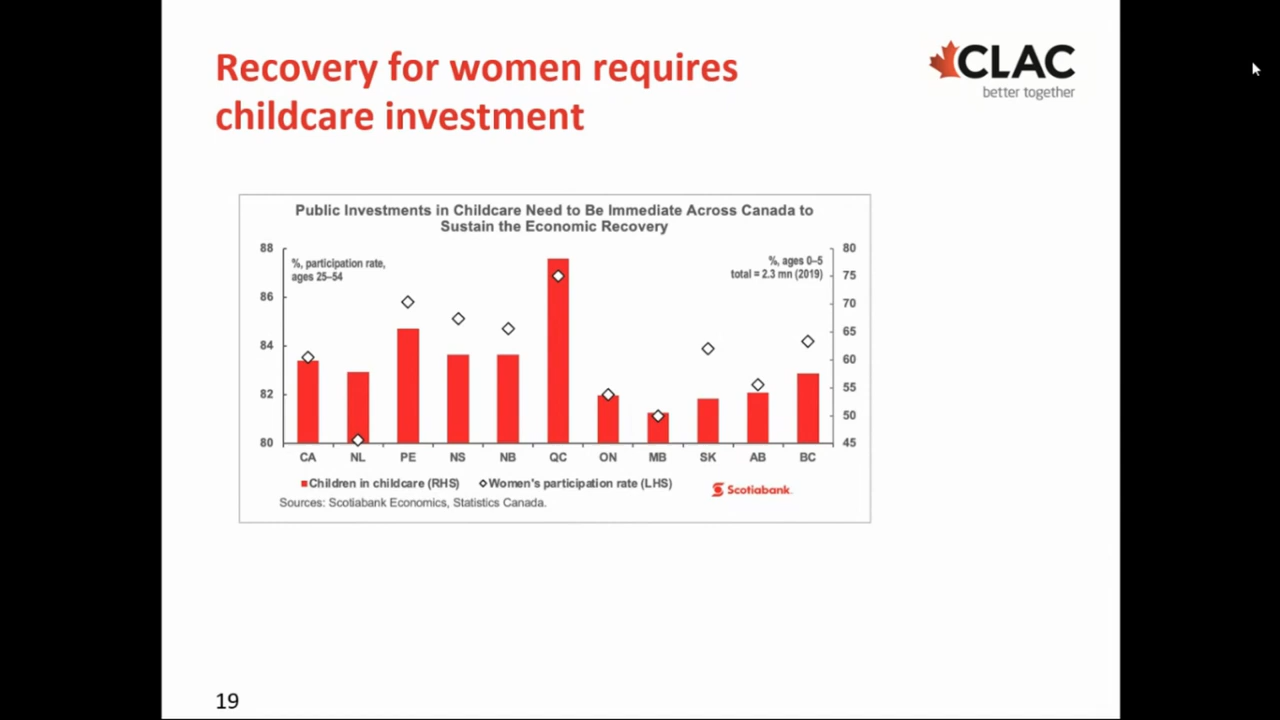 Recovery for women requires
childcare investment
CLAC
better together
Public Investments in Childcare Need to Be Immediate Across Canada to
Sustain the Economic Recovery
88
86
84
82
80
%, participation rate,
ages 25–54
%, ages 0–5
total = 2.3 mn (2019)
80
75
70
65
60
55
50
45
CA NL PE NS NB QC ON MB SK AB BC
Children in childcare (RHS) Women's participation rate (LHS)
Scotiabank
Sources: Scotiabank Economics, Statistics Canada.
19